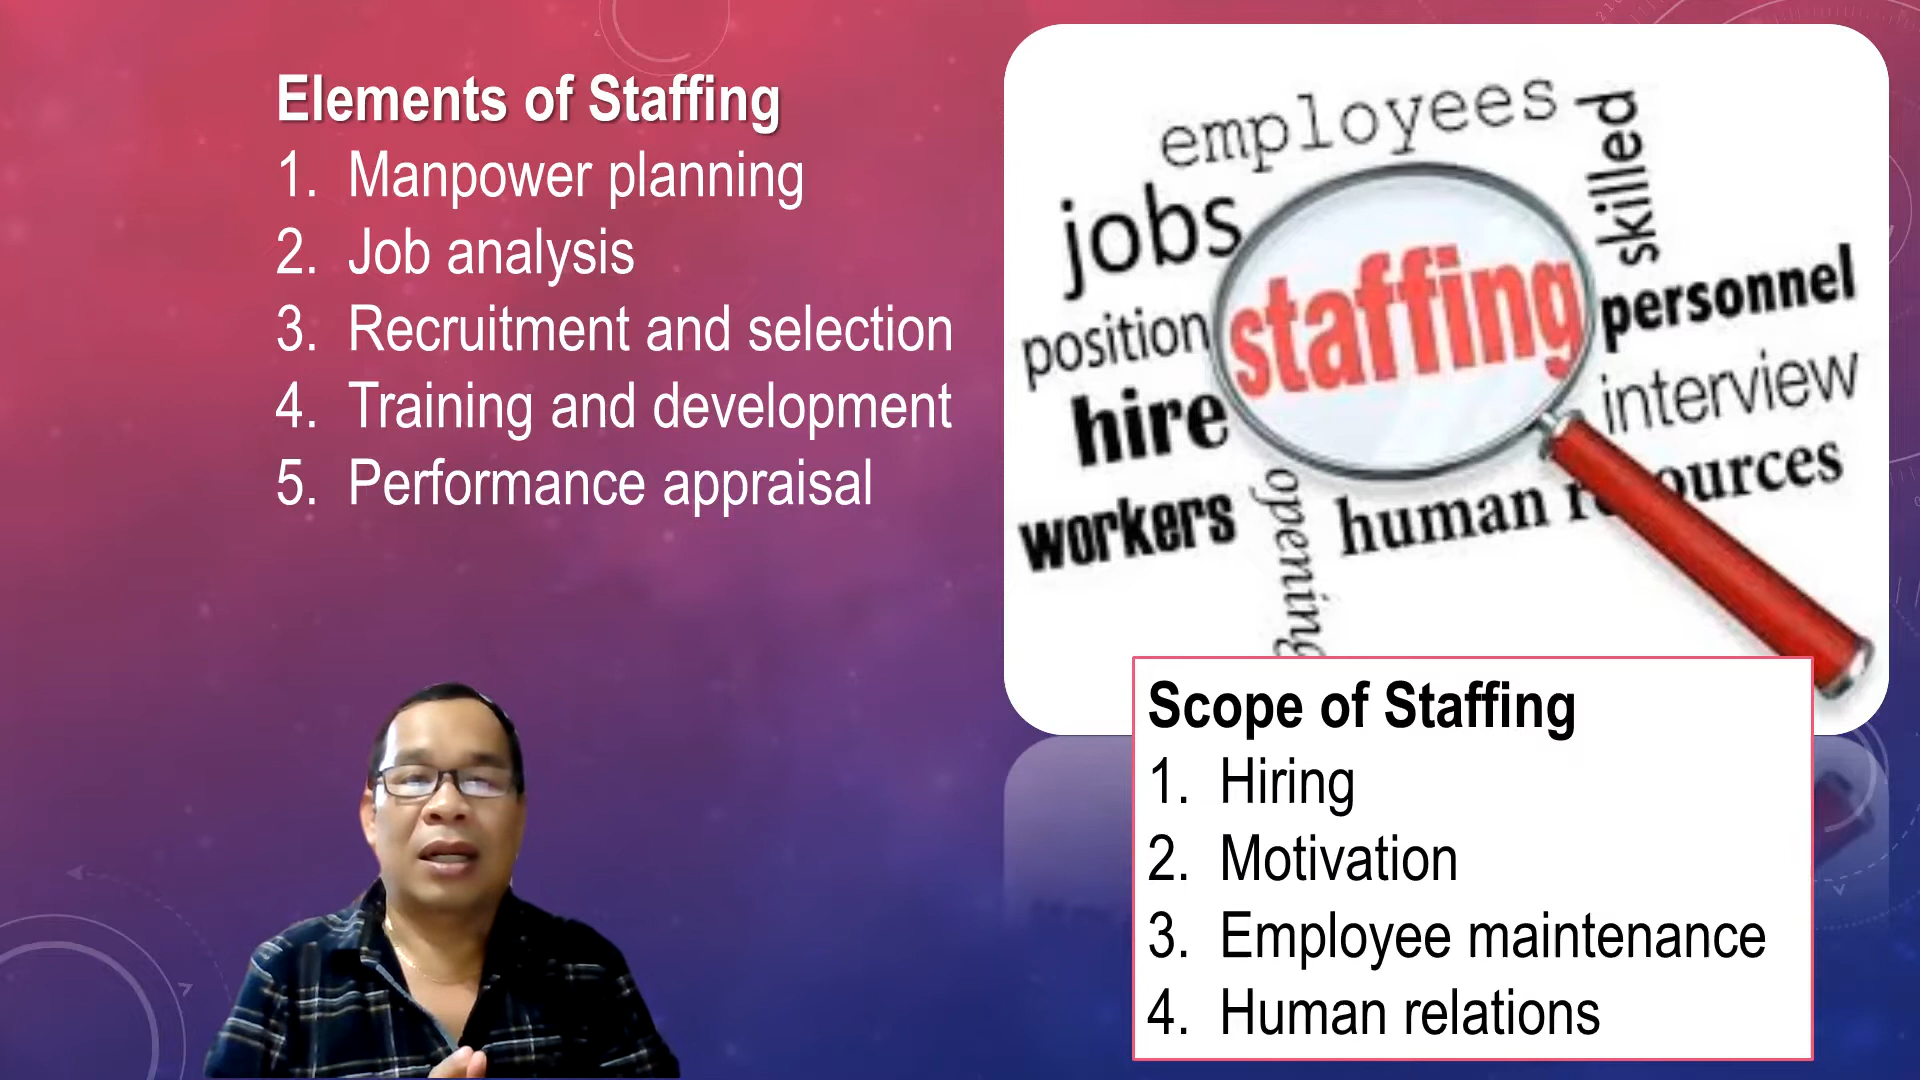 Elements of Staffing
1. Manpower planning
2. Job analysis
3. Recruitment and selection
4. Training and development
5. Performance appraisal
employees
skilled
jobs
staffing
personnel
position
interview
hire
workers
opening
human
Scope of Staffing
1. Hiring
2. Motivation
3. Employee maintenance
4. Human relations